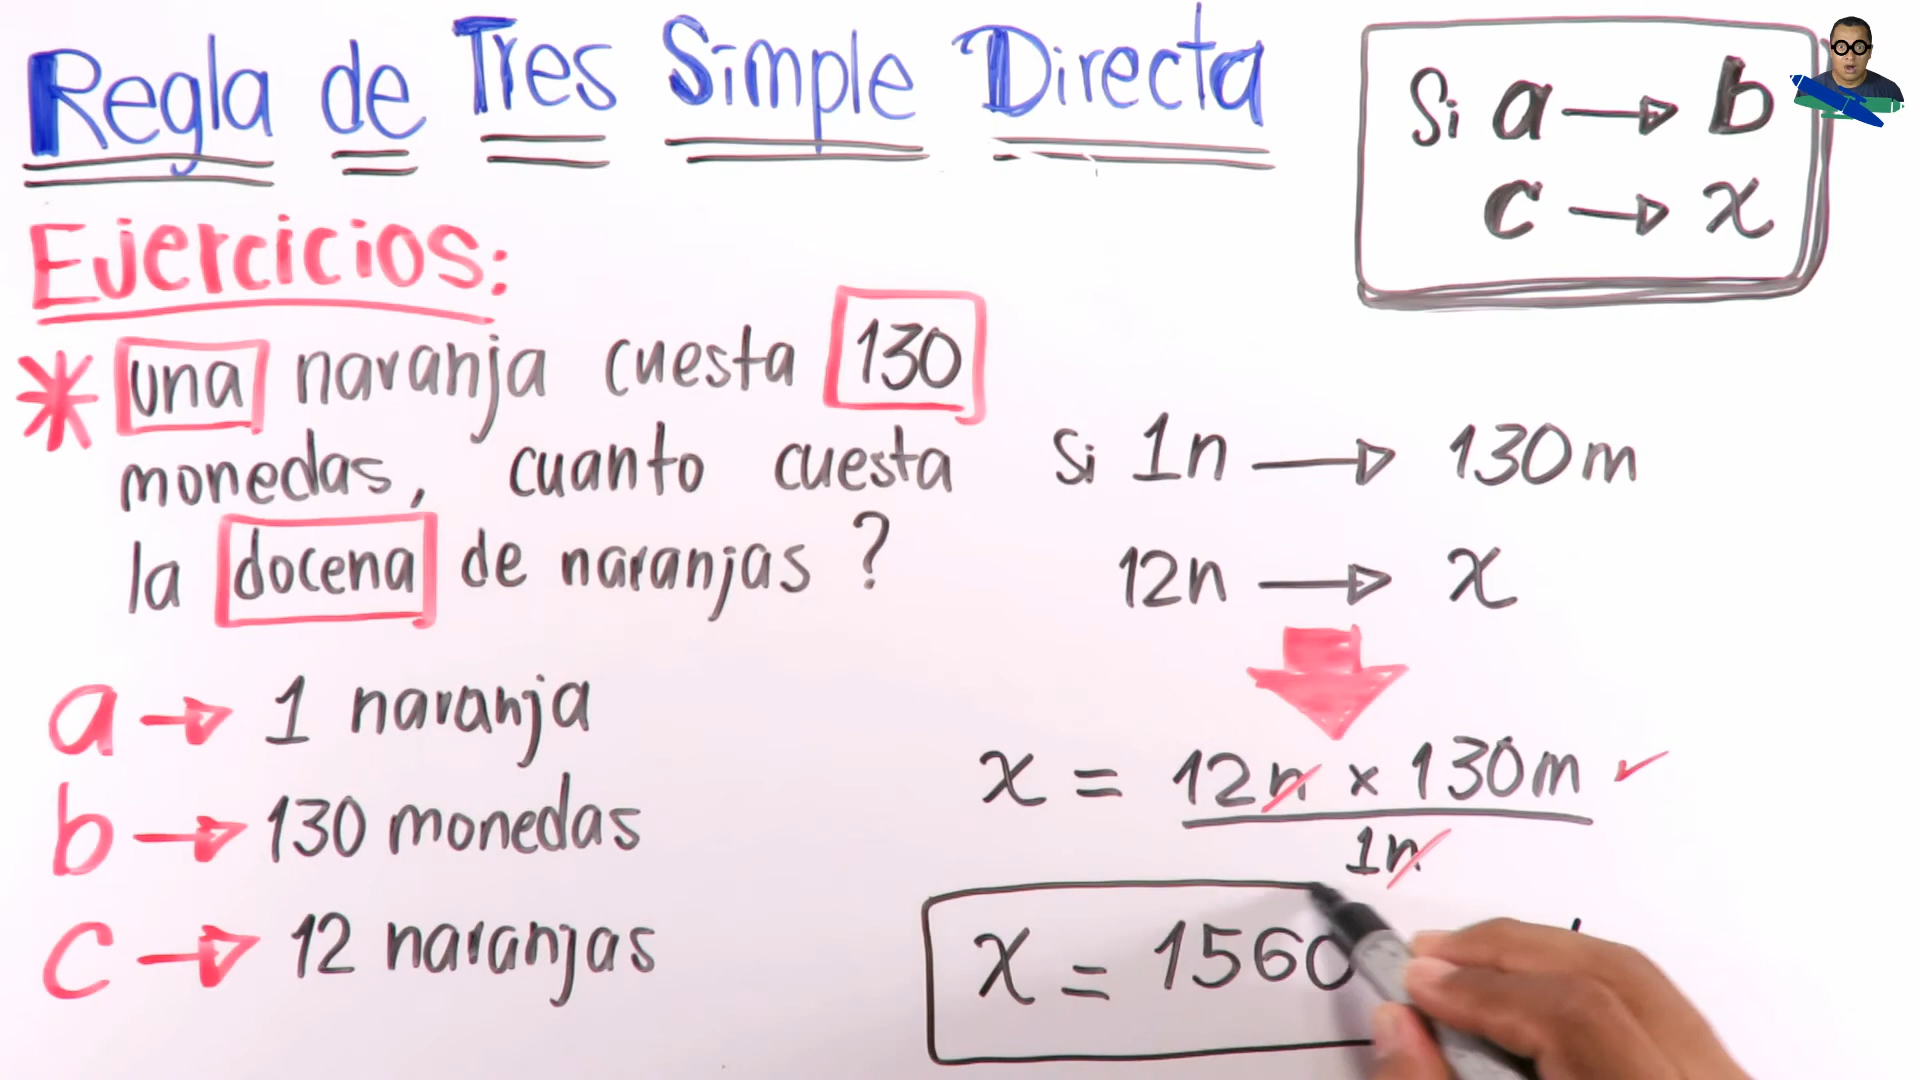 Regla de Tres Simple Directa
Si a → b
c → x
Ejercicios:
* una naranja cuesta 130
monedas, cuanto cuesta
la docena de naranjas ?
a → 1 naranja
b → 130 monedas
c → 12 naranjas
Si 1n → 130m
12n → x
x = 12n x 130m ✓
1n
x = 1560